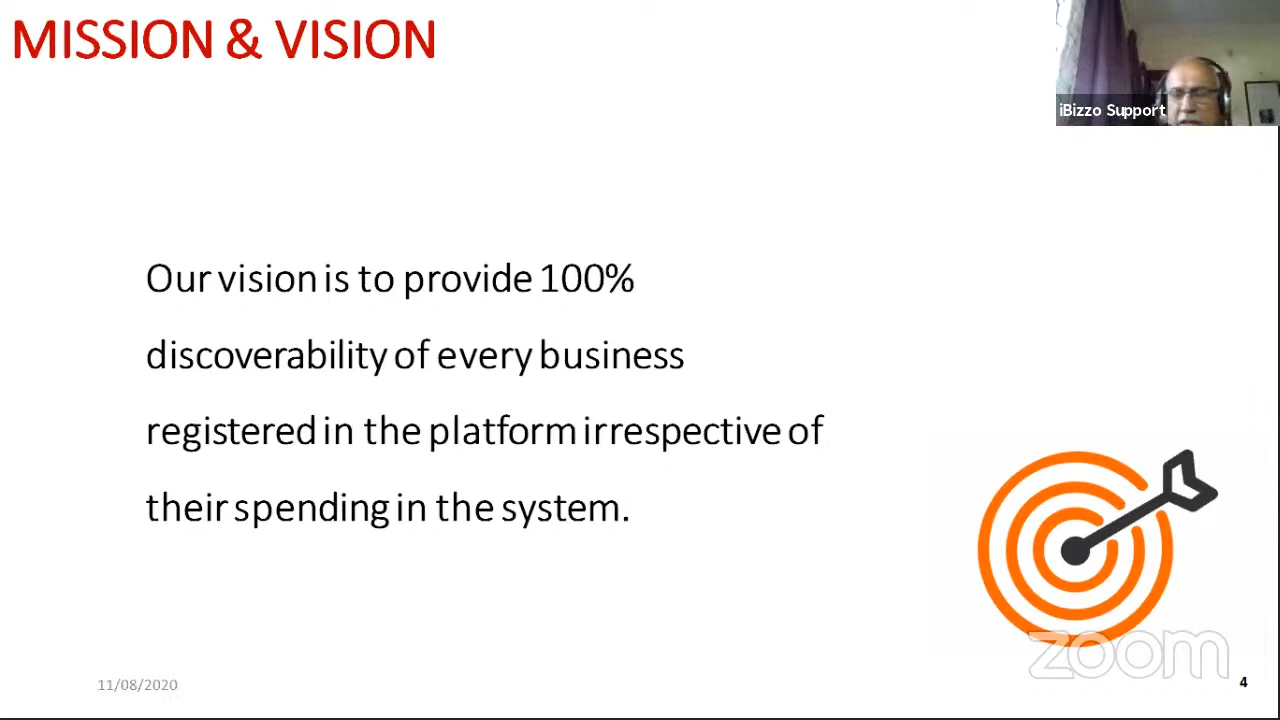 MISSION & VISION
iBizzo Support
Our vision is to provide 100%
discoverability of every business
registered in the platform irrespective of
their spending in the system.
zoom
11/08/2020
4